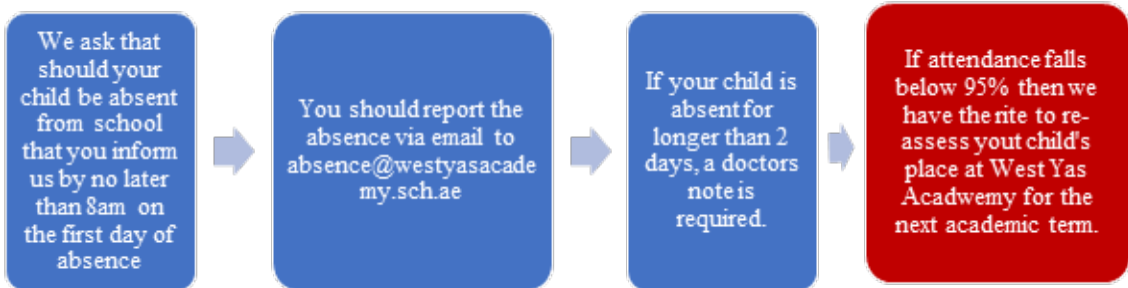 We ask that
should your
child be absent
from school
that you inform
us by no later
than 8am on
the first day of
absence
You should report the
absence via email to
absence@westyasacade
my.sch.ae
If your child is
absent for
longer than 2
days, a doctors
note is
required.
If attendance falls
below 95% then we
have the rite to re-
assess yout child's
place at West Yas
Acadwemy for the
next academic term.